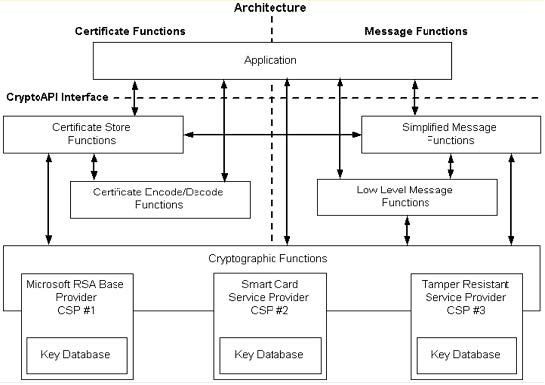 Architecture
Certificate Functions
Message Functions
Application
CryptoAPI Interface
Certificate Store
Functions
Simplified Message
Functions
Certificate Encode/Decode
Functions
Low Level Message
Functions
Cryptographic Functions
Microsoft RSA Base
Provider
CSP #1
Key Database
Smart Card
Service Provider
CSP #2
Key Database
Tamper Resistant
Service Provider
CSP #3
Key Database